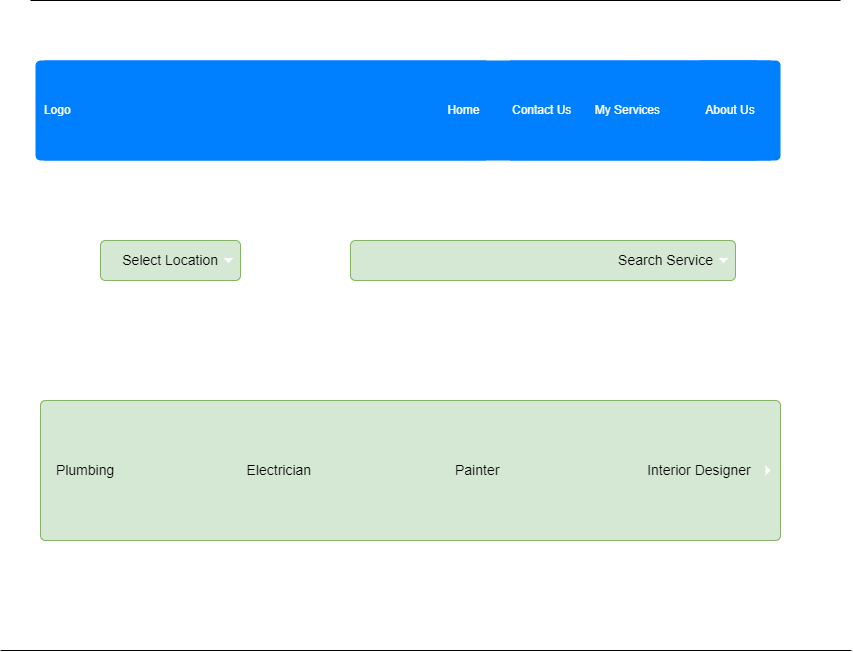 Logo Home Contact Us My Services About Us
Select Location Search Service
Plumbing Electrician Painter Interior Designer